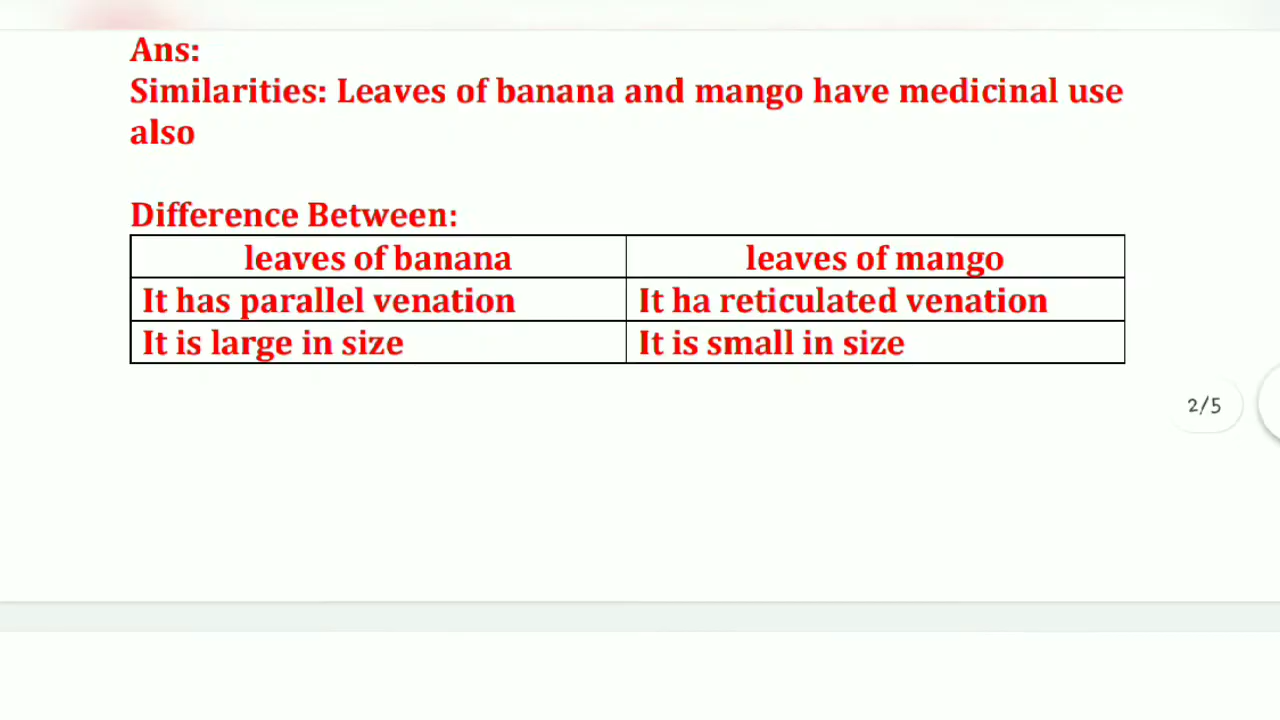 Ans:
Similarities: Leaves of banana and mango have medicinal use
also
Difference Between:
leaves of banana leaves of mango
It has parallel venation It ha reticulated venation
It is large in size It is small in size
2/5